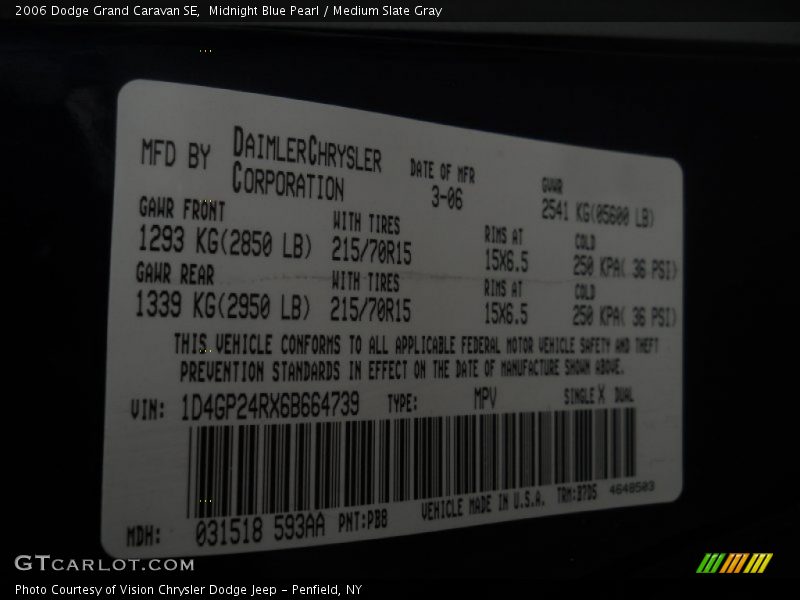 2006 Dodge Grand Caravan SE,  Midnight Blue Pearl / Medium Slate Gray
MFD BY DAIMLERCHRYSLER CORPORATION
DATE OF MFR 3-06
GVWR 2541 KG(05600 LB)
GAWR FRONT 1293 KG(2850 LB)
WITH TIRES 215/70R15
RIMS AT 15X6.5
COLD 250 KPA( 36 PSI)
GAWR REAR 1339 KG(2950 LB)
WITH TIRES 215/70R15
RIMS AT 15X6.5
COLD 250 KPA( 36 PSI)
THIS VEHICLE CONFORMS TO ALL APPLICABLE FEDERAL MOTOR VEHICLE SAFETY AND THEFT
PREVENTION STANDARDS IN EFFECT ON THE DATE OF MANUFACTURE SHOWN ABOVE.
VIN: 1D4GP24RX6B664739 TYPE: MPV SINGLE X DUAL
MDH: 031518 593AA PNT:PB8 VEHICLE MADE IN U.S.A. TRM:B7D5 4648503
GTCARLOT.COM
Photo Courtesy of Vision Chrysler Dodge Jeep - Penfield, NY